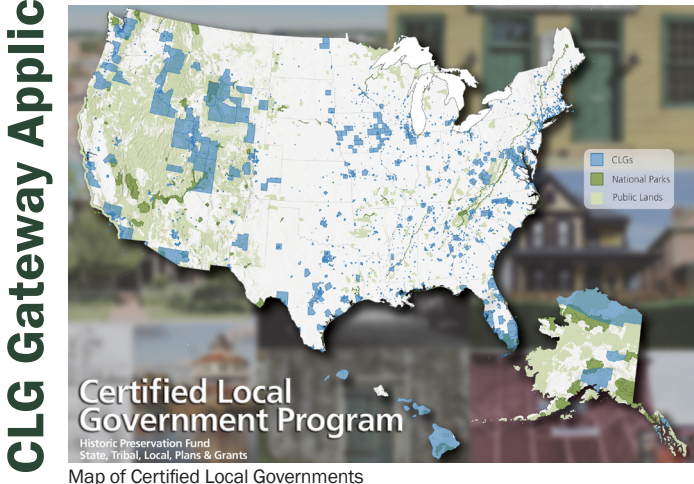 CLG Gateway Applic
CLGs
National Parks
Public Lands
Certified Local
Government Program
Historic Preservation Fund
State, Tribal, Local, Plans & Grants
Map of Certified Local Governments